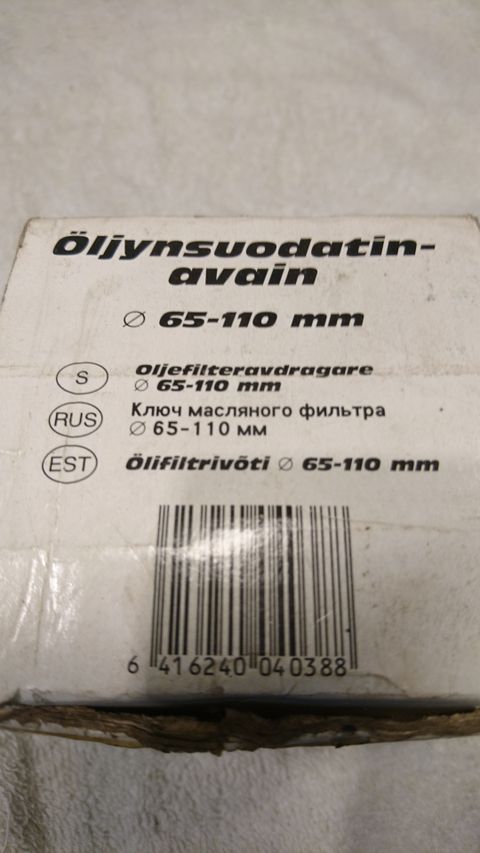 Öljynsuodatin-
avain
Ø 65-110 mm
S
Oljefilteravdragare
Ø 65-110 mm
RUS
Ключ масляного фильтра
Ø 65-110 мм
EST
Õlifiltrivõti Ø 65-110 mm
6 416240 040388